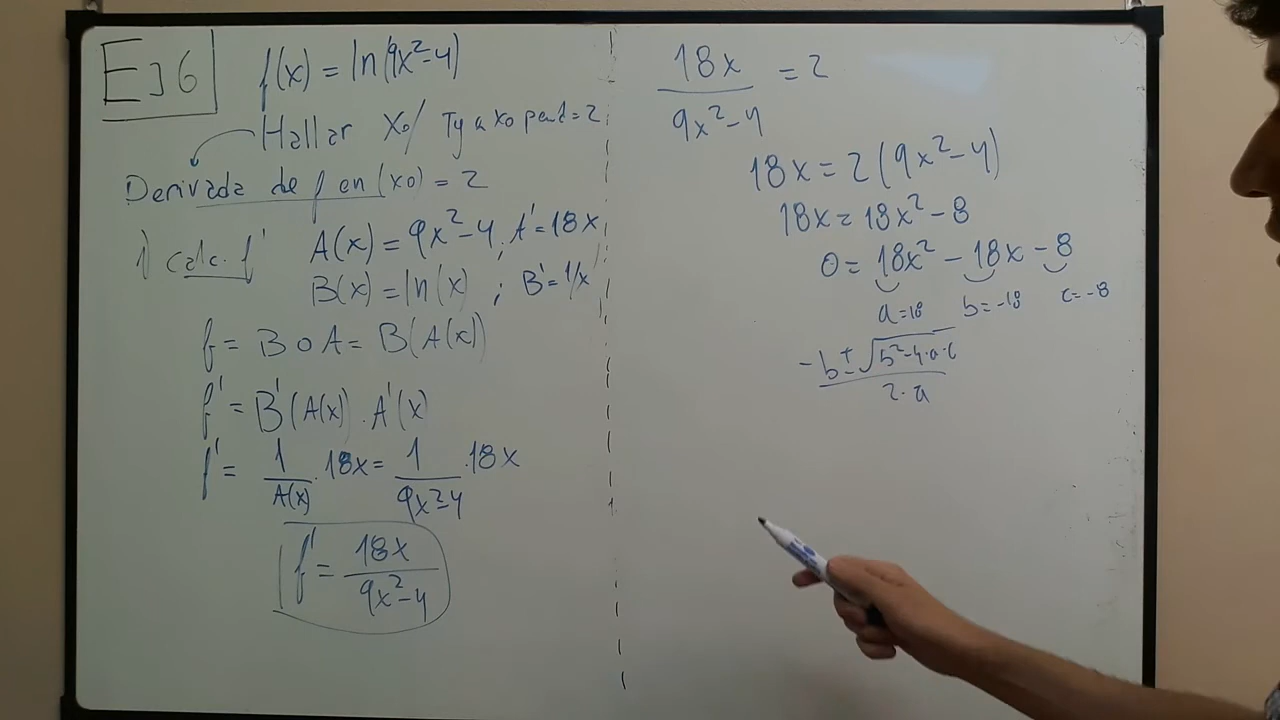 EJ6
f(x) = ln(9x²-4)
Hallar x₀ / Tg a x₀ pend = 2
Derivada de f en (x₀) = 2
1) calc. f'
A(x) = 9x²-4, A' = 18x
B(x) = ln(x) ; B' = 1/x
f = B o A = B(A(x))
f' = B'(A(x)) . A'(x)
f' = 1/A(x) . 18x = 1/9x²-4 . 18x
f' = 18x/9x²-4
18x/9x²-4 = 2
18x = 2(9x²-4)
18x = 18x² - 8
0 = 18x² - 18x - 8
a = 18 b = -18 c = -8
-b ± √b²-4·a·c / 2·a